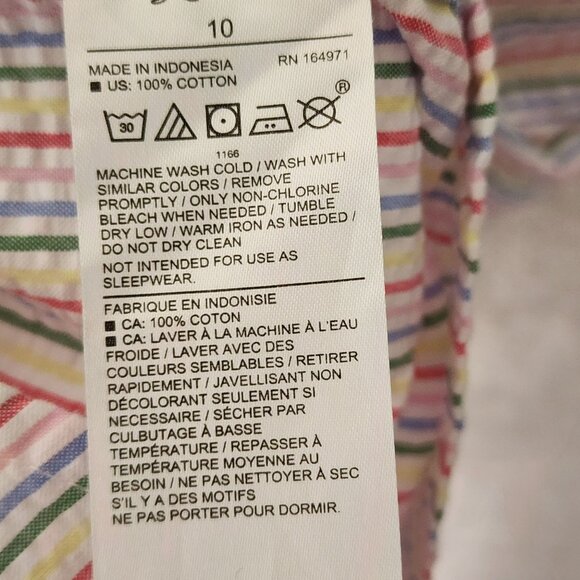 10
MADE IN INDONESIA RN 164971
US: 100% COTTON
30
1166
MACHINE WASH COLD / WASH WITH
SIMILAR COLORS / REMOVE
PROMPTLY / ONLY NON-CHLORINE
BLEACH WHEN NEEDED / TUMBLE
DRY LOW / WARM IRON AS NEEDED /
DO NOT DRY CLEAN
NOT INTENDED FOR USE AS
SLEEPWEAR.
FABRIQUE EN INDONISIE
CA: 100% COTON
CA: LAVER À LA MACHINE À L'EAU
FROIDE / LAVER AVEC DES
COULEURS SEMBLABLES / RETIRER
RAPIDEMENT / JAVELLISANT NON
DÉCOLORANT SEULEMENT SI
NÉCESSAIRE / SÉCHER PAR
CULBUTAGE À BASSE
TEMPÉRATURE / REPASSER À
TEMPÉRATURE MOYENNE AU
BESOIN / NE PAS NETTOYER À SEC
S'IL Y A DES MOTIFS
NE PAS PORTER POUR DORMIR.